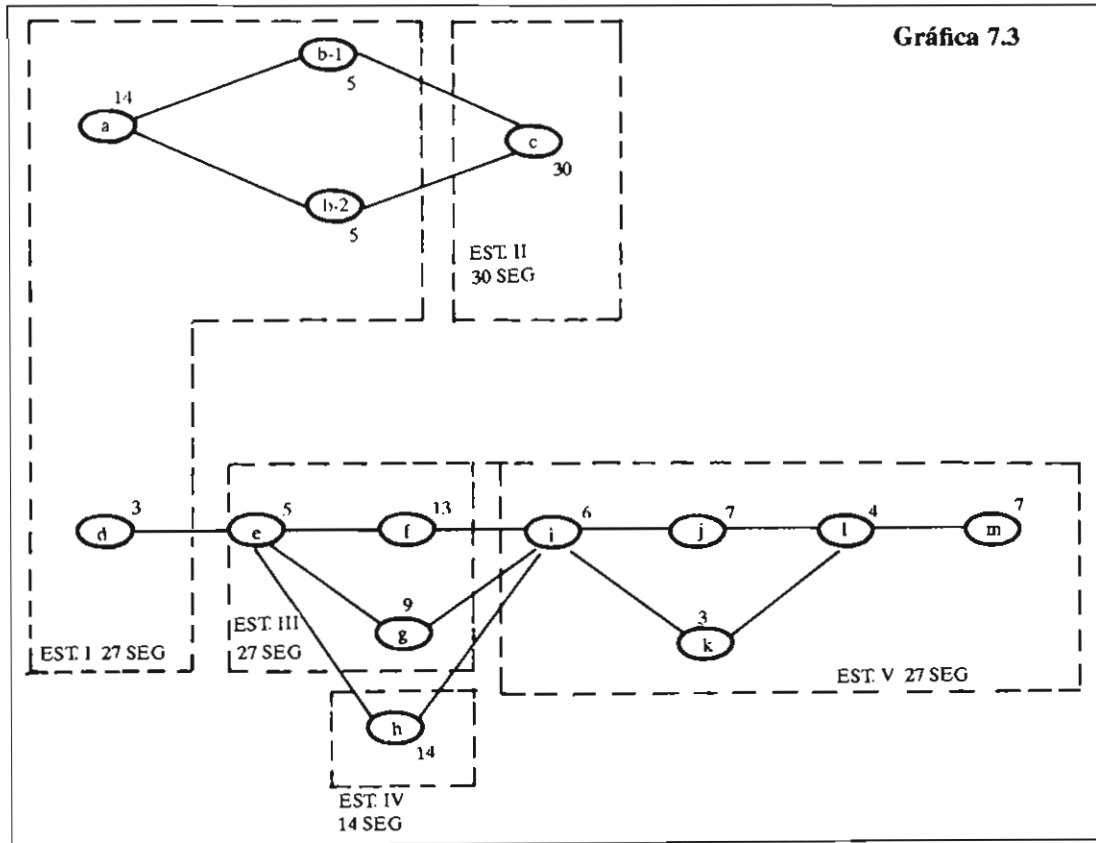 Gráfica 7.3
b-1
5
14
a
c
30
b-2
5
EST. II
30 SEG
d
3
e
5
f
13
i
6
j
7
l
4
m
7
g
9
k
3
EST. III
27 SEG
EST. I 27 SEG
EST. V 27 SEG
h
14
EST. IV
14 SEG